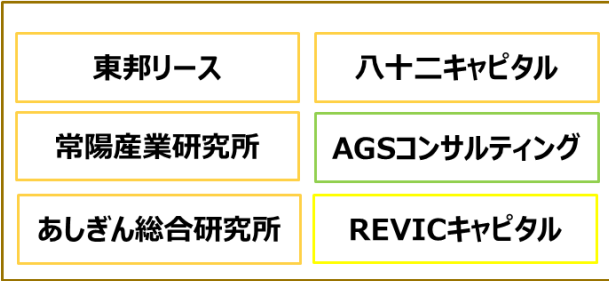 東邦リース
八十二キャピタル
常陽産業研究所
AGSコンサルティング
あしぎん総合研究所
REVICキャピタル